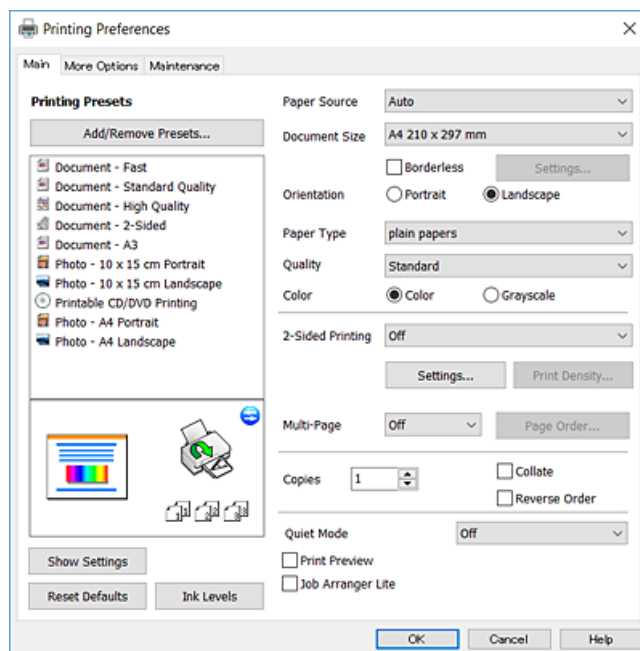 Printing Preferences
Main
More Options
Maintenance
Printing Presets
Add/Remove Presets...
Document - Fast
Document - Standard Quality
Document - High Quality
Document - 2-Sided
Document - A3
Photo - 10 x 15 cm Portrait
Photo - 10 x 15 cm Landscape
Printable CD/DVD Printing
Photo - A4 Portrait
Photo - A4 Landscape
Show Settings
Reset Defaults
Ink Levels
Paper Source
Auto
Document Size
A4 210 x 297 mm
Borderless
Settings...
Orientation
Portrait
Landscape
Paper Type
plain papers
Quality
Standard
Color
Color
Grayscale
2-Sided Printing
Off
Settings...
Print Density...
Multi-Page
Off
Page Order...
Copies
1
Collate
Reverse Order
Quiet Mode
Off
Print Preview
Job Arranger Lite
OK
Cancel
Help